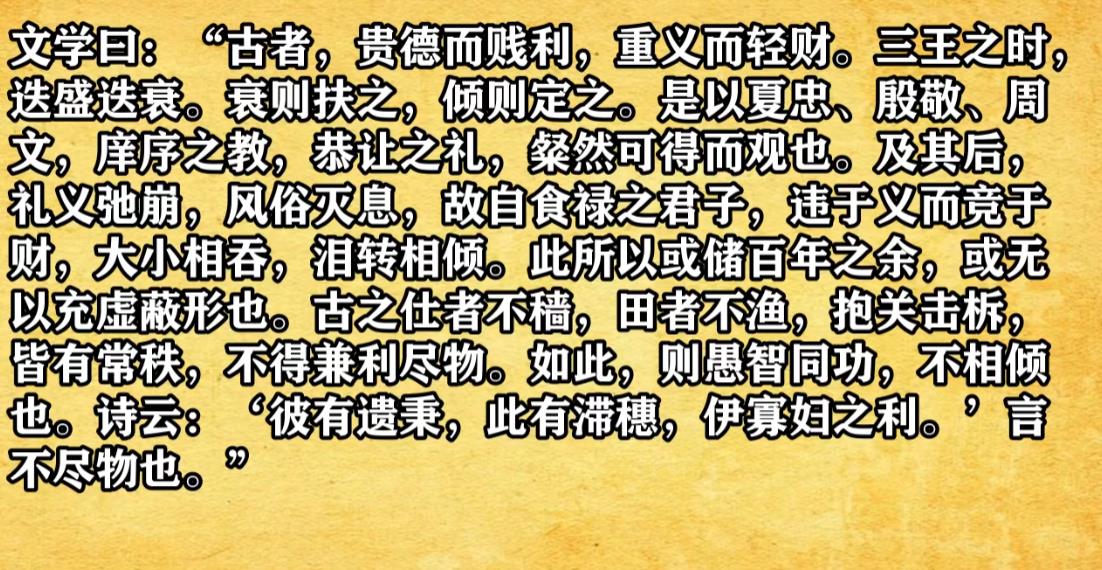 文学曰：“古者，贵德而贱利，重义而轻财。三王之时，
迭盛迭衰。衰则扶之，倾则定之。是以夏忠、殷敬、周
文，庠序之教，恭让之礼，粲然可得而观也。及其后，
礼义弛崩，风俗灭息，故自食禄之君子，违于义而竞于
财，大小相吞，泪转相倾。此所以或储百年之余，或无
以充虚蔽形也。古之仕者不穑，田者不渔，抱关击柝，
皆有常秩，不得兼利尽物。如此，则愚智同功，不相倾
也。诗云：‘彼有遗秉，此有滞穗，伊寡妇之利。’言
不尽物也。”